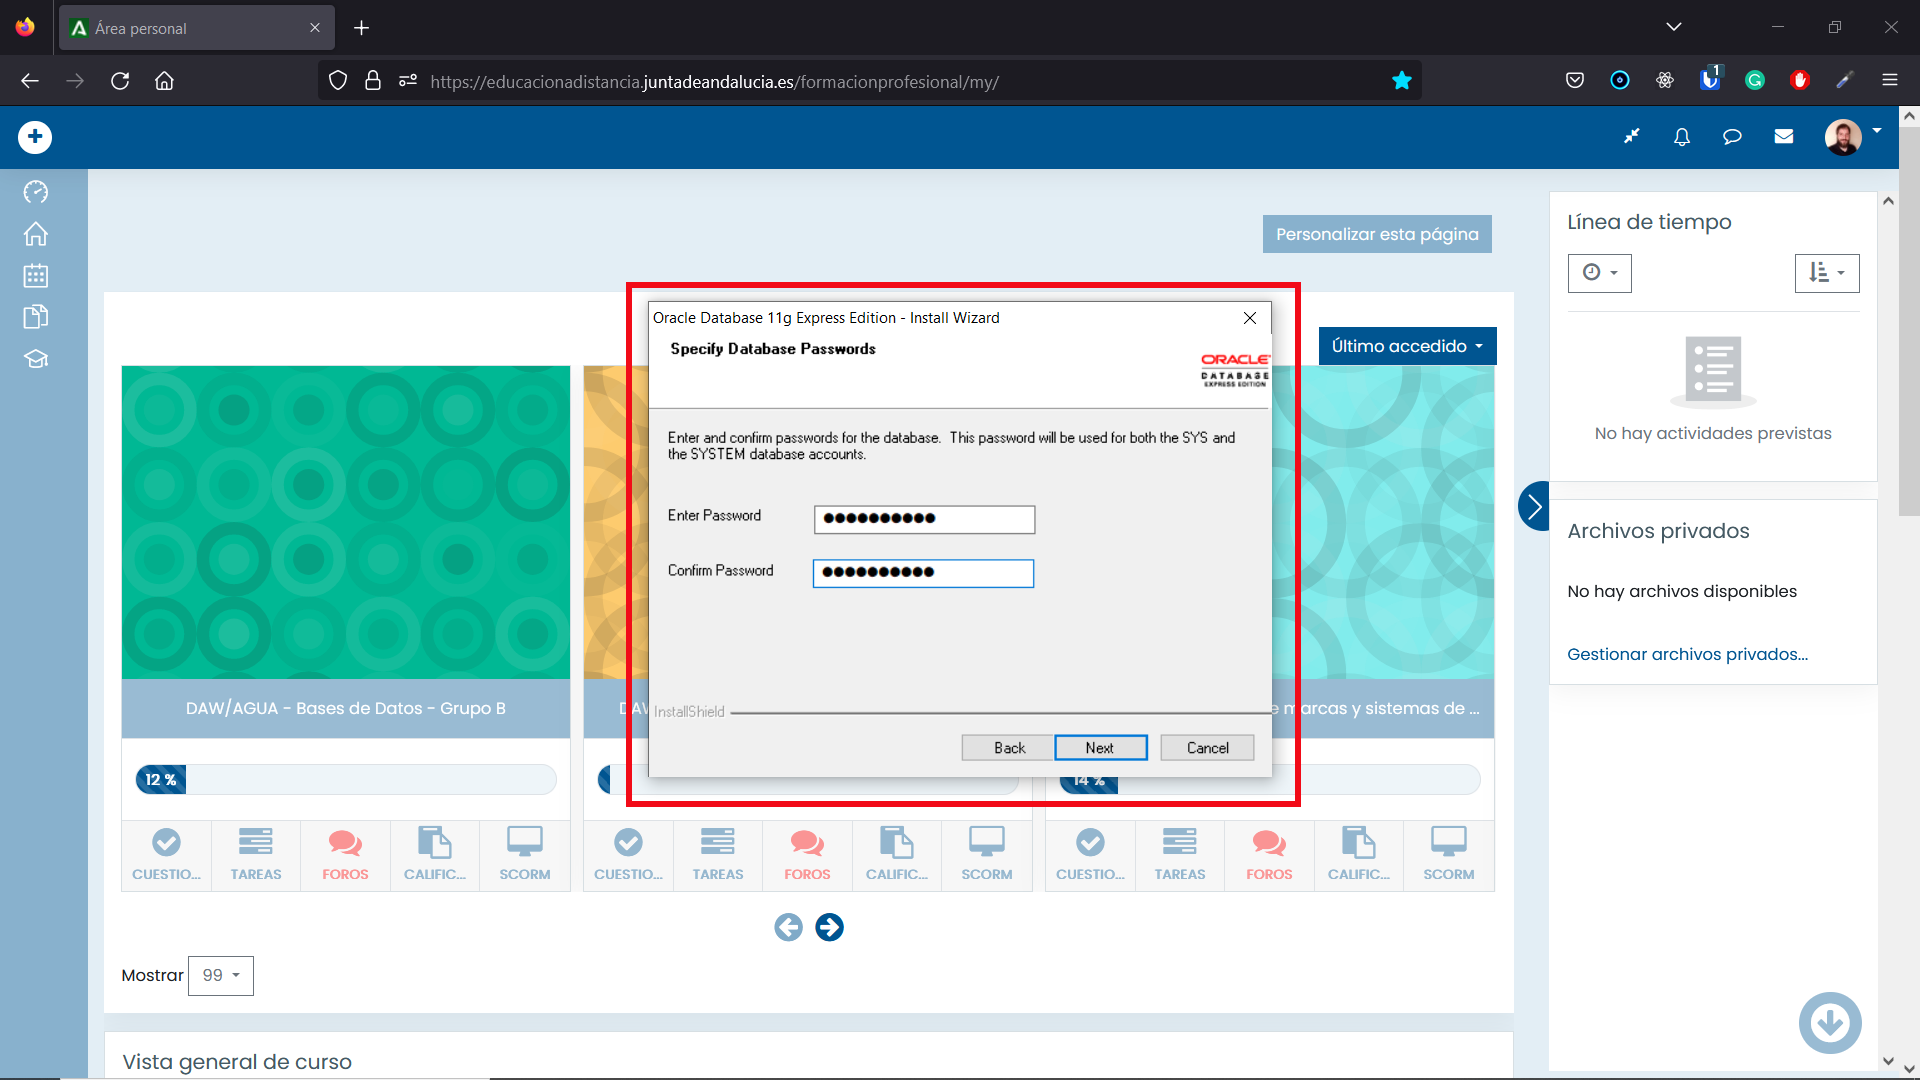 Área personal
https://educacionadistancia.juntadeandalucia.es/formacionprofesional/my/
1
Personalizar esta página
Línea de tiempo
Último accedido
No hay actividades previstas
Oracle Database 11g Express Edition - Install Wizard
Specify Database Passwords
ORACLE
DATABASE
EXPRESS EDITION
Enter and confirm passwords for the database. This password will be used for both the SYS and
the SYSTEM database accounts.
Enter Password
Confirm Password
InstallShield
Back
Next
Cancel
Archivos privados
No hay archivos disponibles
Gestionar archivos privados...
DAW/AGUA - Bases de Datos - Grupo B
DAW
e marcas y sistemas de ...
12 %
14 %
CUESTIO... TAREAS FOROS CALIFIC... SCORM
CUESTIO... TAREAS FOROS CALIFIC... SCORM
CUESTIO... TAREAS FOROS CALIFIC... SCORM
Mostrar 99
Vista general de curso